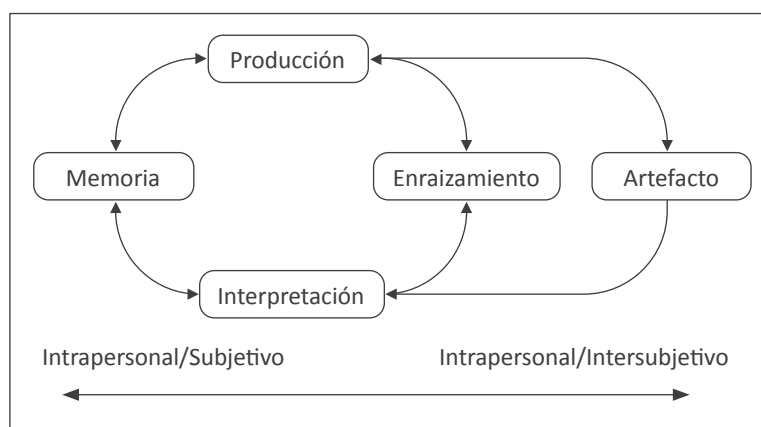 Producción
Memoria
Enraizamiento
Artefacto
Interpretación
Intrapersonal/Subjetivo
Intrapersonal/Intersubjetivo